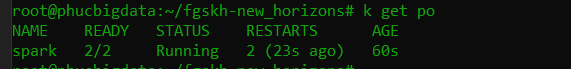 root@phucbigdata:~/fgskh-new_horizons# k get po
NAME    READY   STATUS    RESTARTS      AGE
spark   2/2     Running   2 (23s ago)   60s